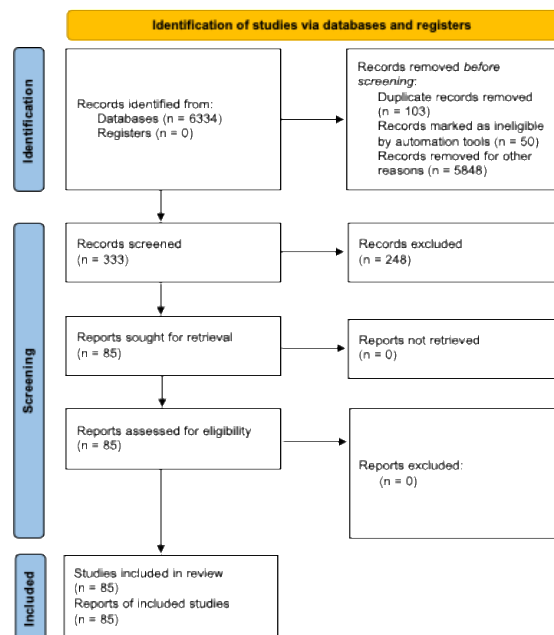 Identification of studies via databases and registers
Identification
Records identified from:
Databases (n = 6334)
Registers (n = 0)
Records removed before
screening:
Duplicate records removed
(n = 103)
Records marked as ineligible
by automation tools (n = 50)
Records removed for other
reasons (n = 5848)
Screening
Records screened
(n = 333)
Records excluded
(n = 248)
Reports sought for retrieval
(n = 85)
Reports not retrieved
(n = 0)
Reports assessed for eligibility
(n = 85)
Reports excluded:
(n = 0)
Included
Studies included in review
(n = 85)
Reports of included studies
(n = 85)